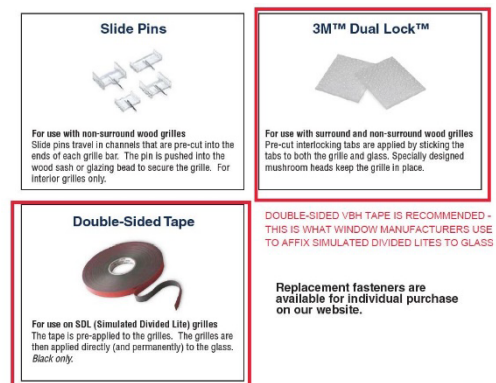 Slide Pins
For use with non-surround wood grilles
Slide pins travel in channels that are pre-cut into the
ends of each grille bar. The pin is pushed into the
wood sash or glazing bead to secure the grille. For
interior grilles only.
3M™ Dual Lock™
For use with surround and non-surround wood grilles
Pre-cut interlocking tabs are applied by sticking the
tabs to both the grille and glass. Specially designed
mushroom heads keep the grille in place.
Double-Sided Tape
For use on SDL (Simulated Divided Lite) grilles
The tape is pre-applied to the grilles. The grilles are
then applied directly (and permanently) to the glass.
Black only.
DOUBLE-SIDED VBH TAPE IS RECOMMENDED -
THIS IS WHAT WINDOW MANUFACTURERS USE
TO AFFIX SIMULATED DIVIDED LITES TO GLASS
Replacement fasteners are
available for individual purchase
on our website.